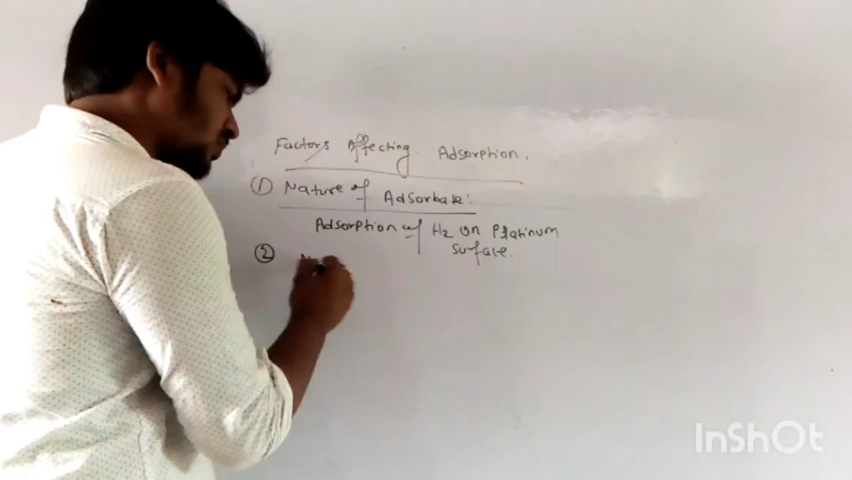 Factors Affecting Adsorption.
① Nature of Adsorbate:
Adsorption of H2 on Platinum
Surface.
②
InShOt